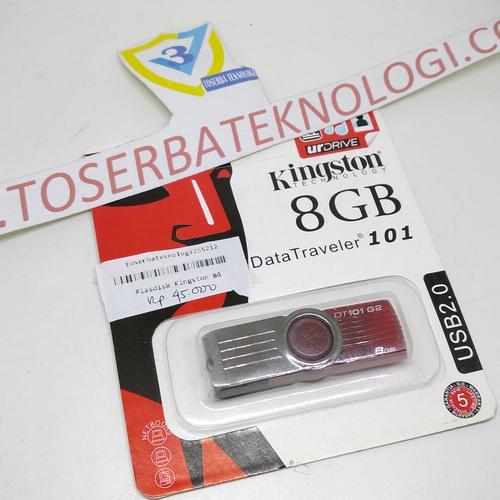 3
TOSERBA TEKNOLOGI
.TOSERBATEKNOLOGI.CO
urDRIVE
Kingston®
TECHNOLOGY
8GB
DataTraveler® 101
toserbateknologi255212
Flasdisk Kingston 8G
Rp 45.000
DT101 G2
8GB
USB2.0
5
NETBOOK